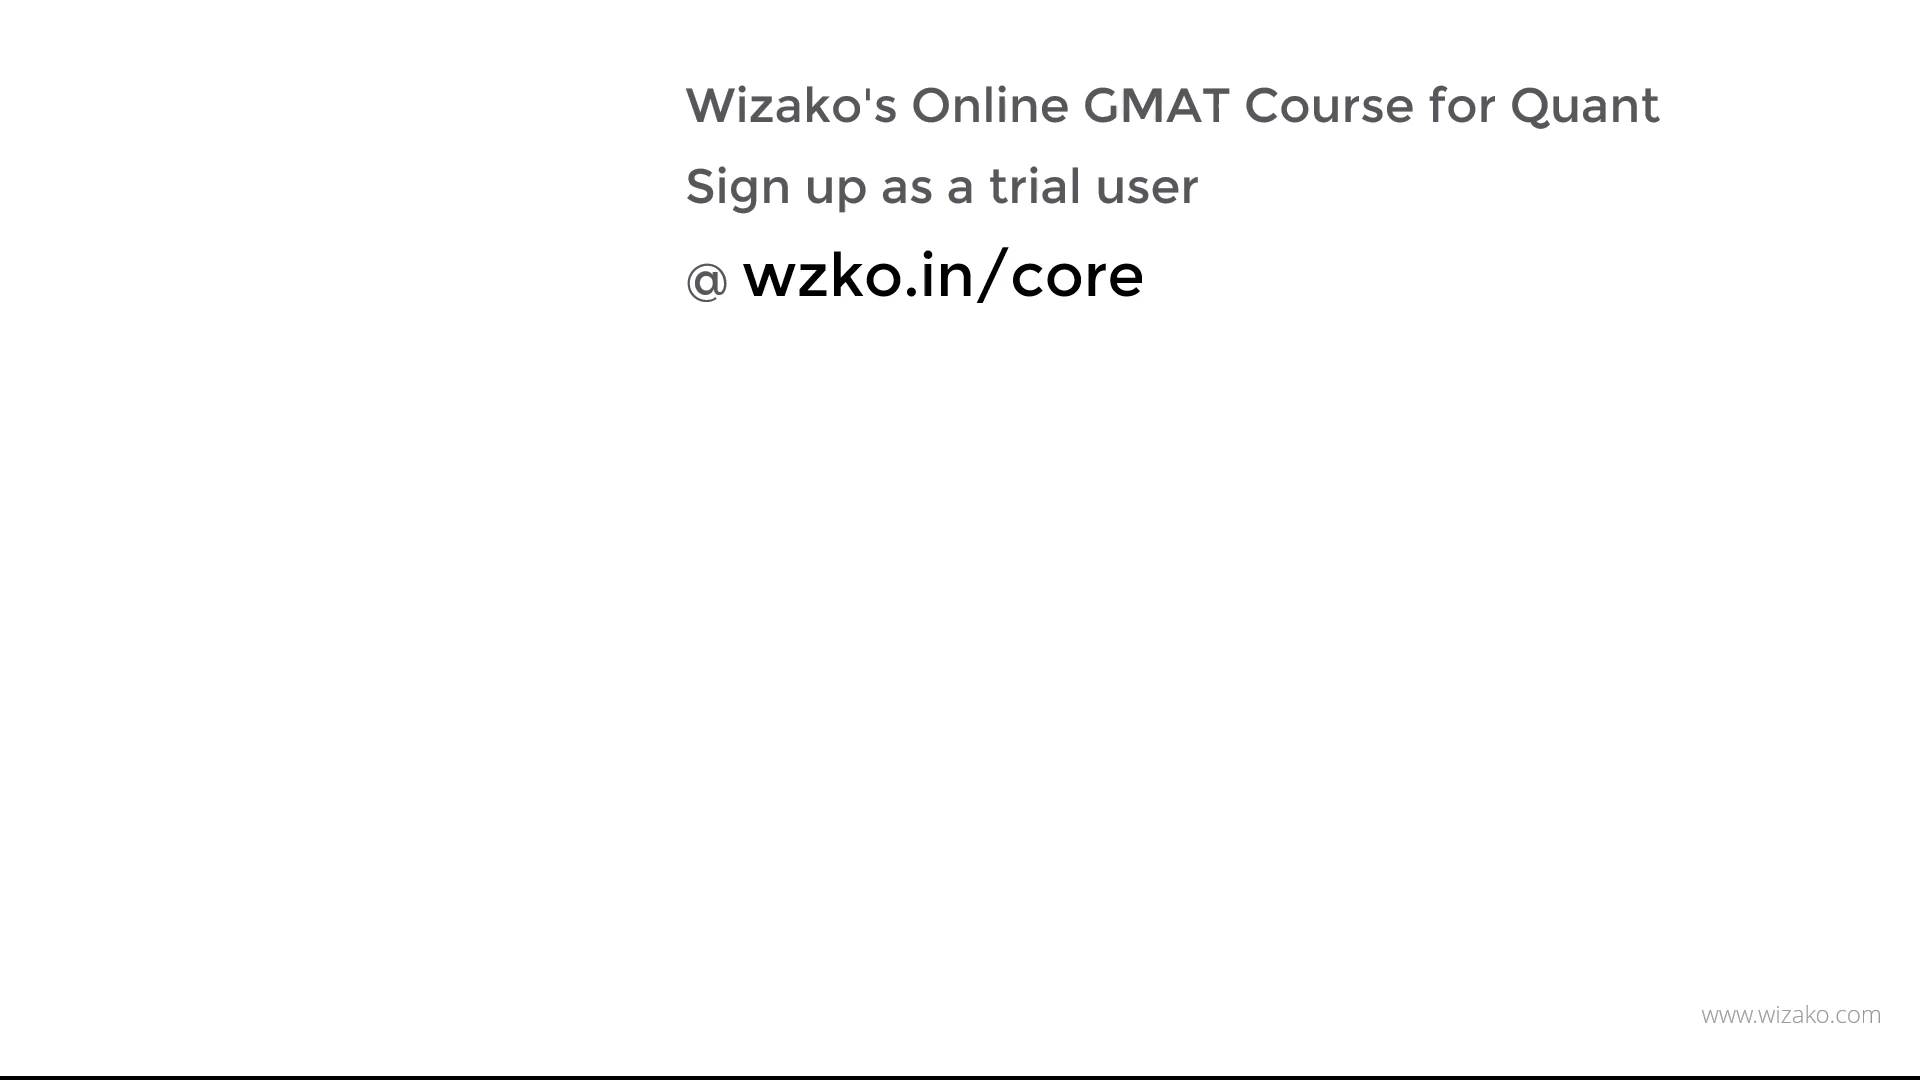 Wizako's Online GMAT Course for Quant
Sign up as a trial user
@ wzko.in/core
www.wizako.com